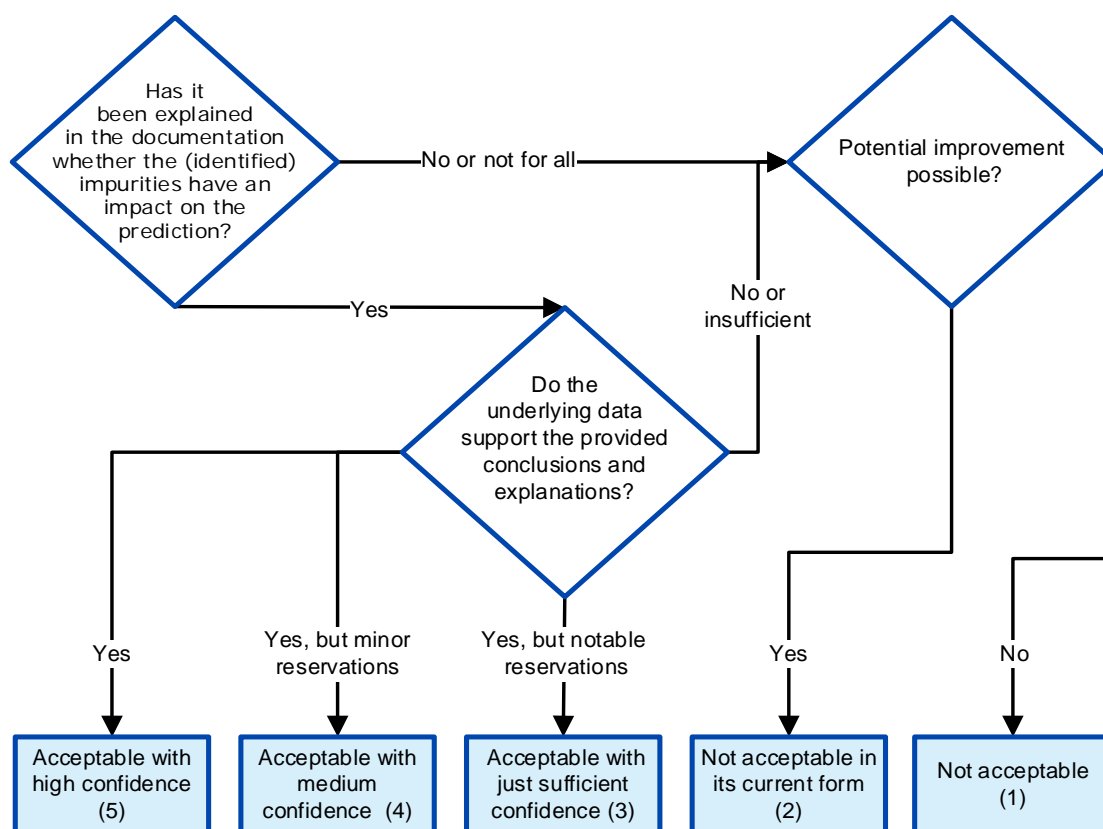 Has it
been explained
in the documentation
whether the (identified)
impurities have an
impact on the
prediction?
No or not for all
Potential improvement
possible?
Yes
No or
insufficient
Do the
underlying data
support the provided
conclusions and
explanations?
Yes
Yes, but minor
reservations
Yes, but notable
reservations
Yes
No
Acceptable with
high confidence
(5)
Acceptable with
medium
confidence (4)
Acceptable with
just sufficient
confidence (3)
Not acceptable in
its current form
(2)
Not acceptable
(1)